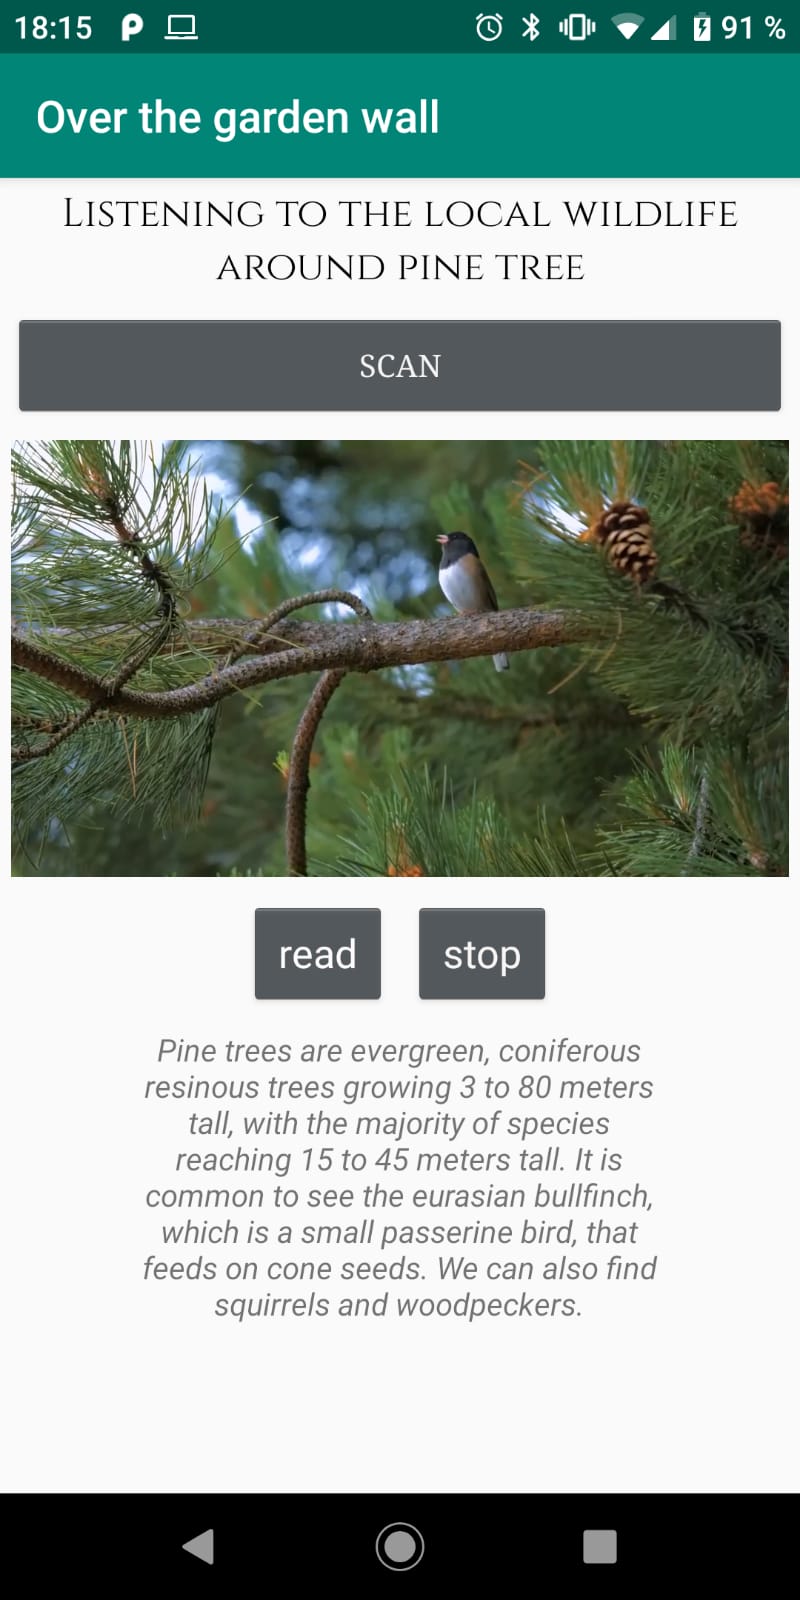 18:15 91 %
Over the garden wall
Listening to the local wildlife
around pine tree
SCAN
read stop
Pine trees are evergreen, coniferous
resinous trees growing 3 to 80 meters
tall, with the majority of species
reaching 15 to 45 meters tall. It is
common to see the eurasian bullfinch,
which is a small passerine bird, that
feeds on cone seeds. We can also find
squirrels and woodpeckers.